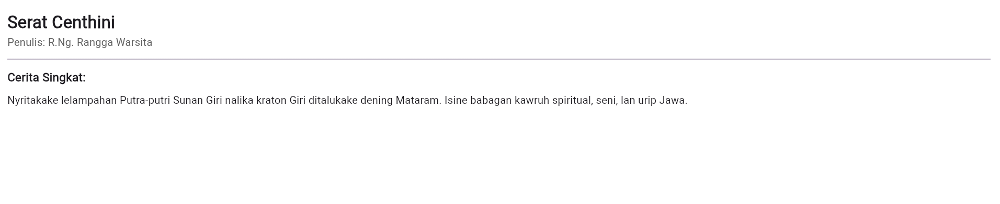 Serat Centhini
Penulis: R.Ng. Rangga Warsita
Cerita Singkat:
Nyritakake lelampahan Putra-putri Sunan Giri nalika kraton Giri ditalukake dening Mataram. Isine babagan kawruh spiritual, seni, lan urip Jawa.